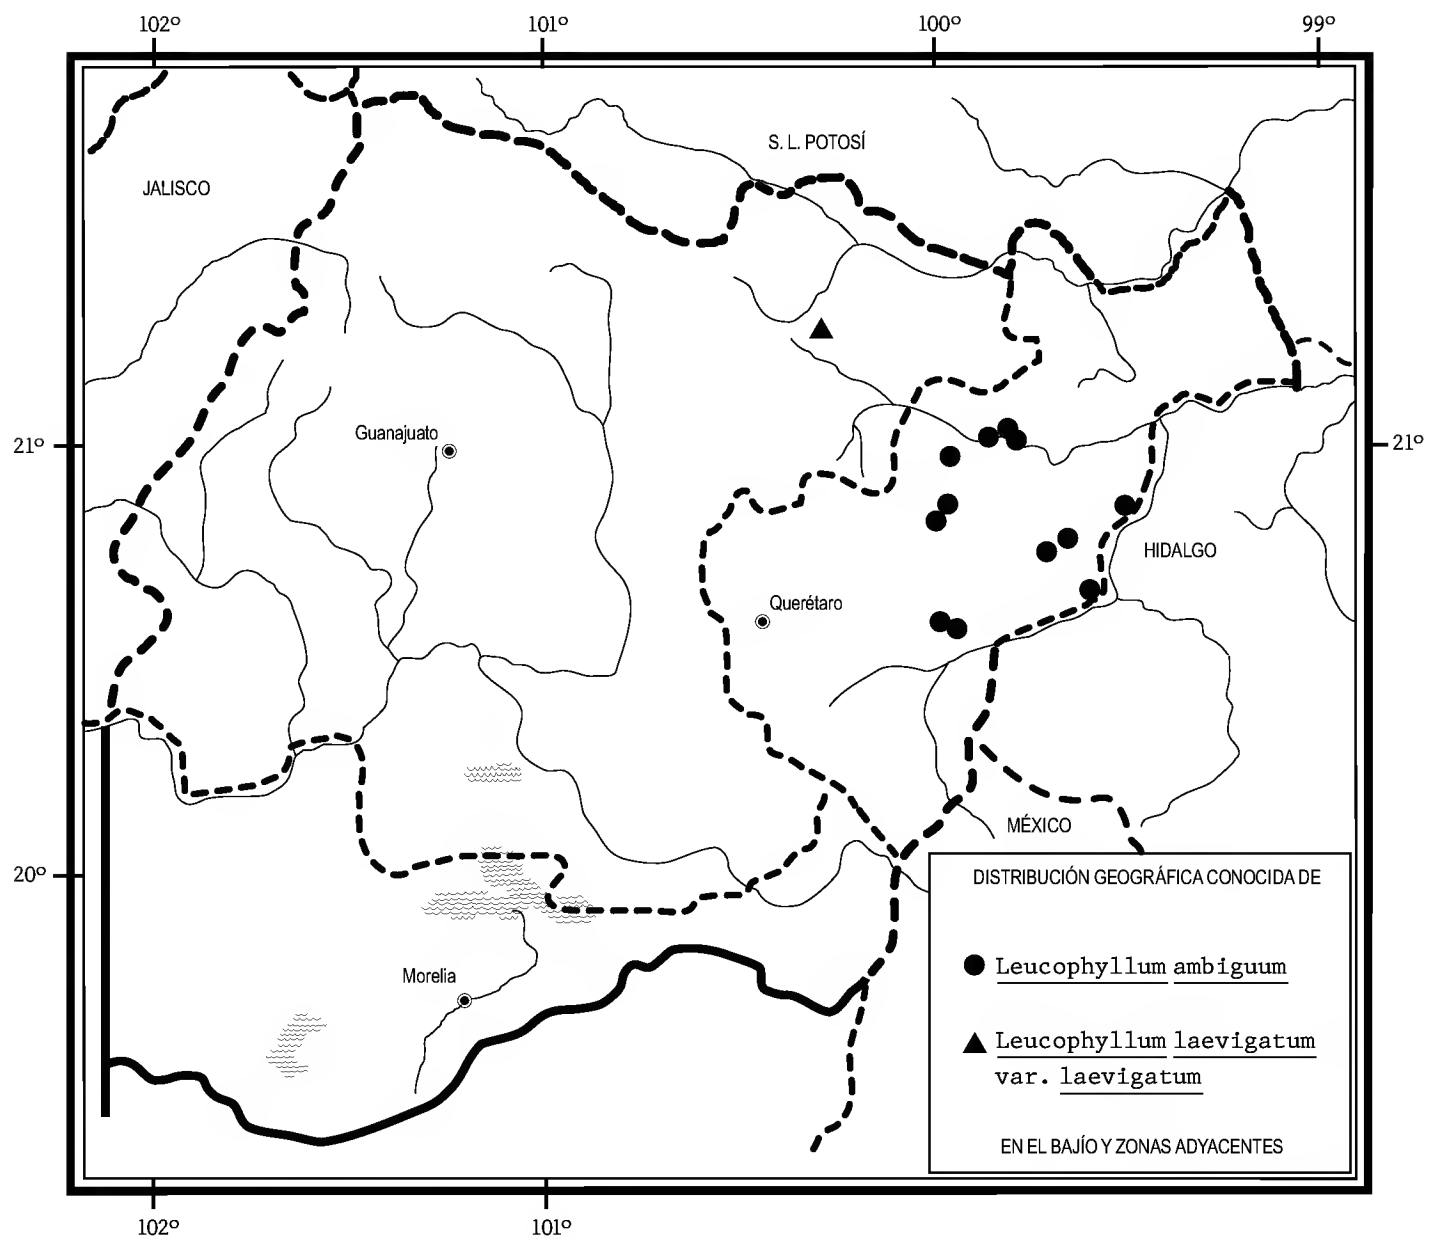 102º 101º 100º 99º
S. L. POTOSÍ
JALISCO
Guanajuato
21º 21º
HIDALGO
Querétaro
MÉXICO
20º
DISTRIBUCIÓN GEOGRÁFICA CONOCIDA DE
Leucophyllum ambiguum
Morelia
Leucophyllum laevigatum
var. laevigatum
EN EL BAJÍO Y ZONAS ADYACENTES
102º 101º